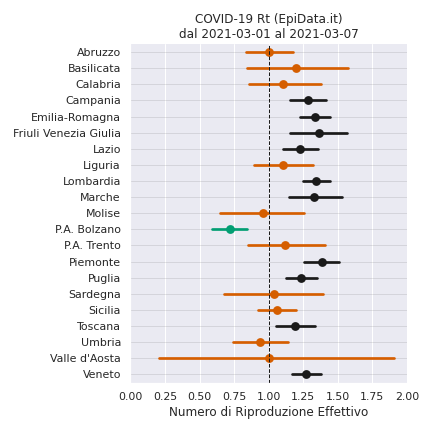 COVID-19 Rt (EpiData.it)
dal 2021-03-01 al 2021-03-07
Abruzzo
Basilicata
Calabria
Campania
Emilia-Romagna
Friuli Venezia Giulia
Lazio
Liguria
Lombardia
Marche
Molise
P.A. Bolzano
P.A. Trento
Piemonte
Puglia
Sardegna
Sicilia
Toscana
Umbria
Valle d'Aosta
Veneto
0.00 0.25 0.50 0.75 1.00 1.25 1.50 1.75 2.00
Numero di Riproduzione Effettivo